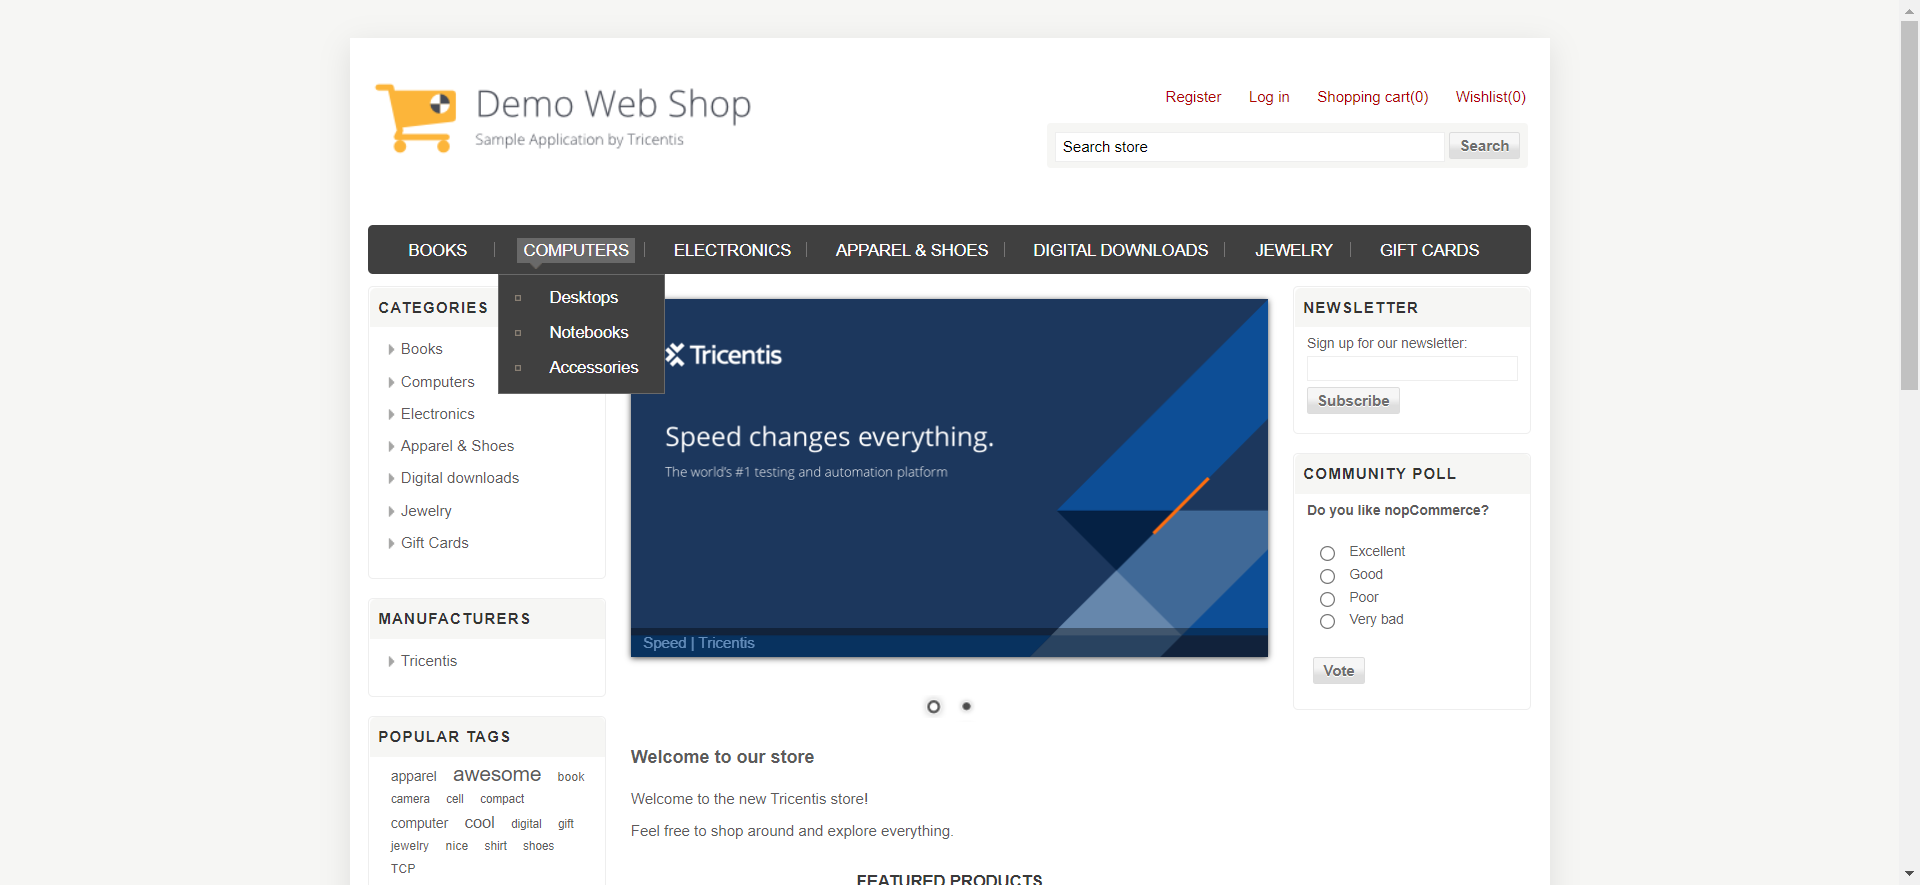 Demo Web Shop
Sample Application by Tricentis
Register Log in Shopping cart(0) Wishlist(0)
Search store Search
BOOKS COMPUTERS ELECTRONICS APPAREL & SHOES DIGITAL DOWNLOADS JEWELRY GIFT CARDS
Desktops
Notebooks
Accessories
CATEGORIES
Books
Computers
Electronics
Apparel & Shoes
Digital downloads
Jewelry
Gift Cards
MANUFACTURERS
Tricentis
POPULAR TAGS
apparel awesome book
camera cell compact
computer cool digital gift
jewelry nice shirt shoes
TCP
Tricentis
Speed changes everything.
The world's #1 testing and automation platform
Speed | Tricentis
Welcome to our store
Welcome to the new Tricentis store!
Feel free to shop around and explore everything.
FEATURED PRODUCTS
NEWSLETTER
Sign up for our newsletter:
Subscribe
COMMUNITY POLL
Do you like nopCommerce?
Excellent
Good
Poor
Very bad
Vote